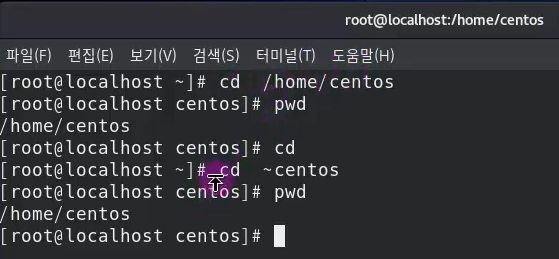 root@localhost:/home/centos
파일(F) 편집(E) 보기(V) 검색(S) 터미널(T) 도움말(H)
[root@localhost ~]# cd  /home/centos
[root@localhost centos]# pwd
/home/centos
[root@localhost centos]# cd
[root@localhost ~]# cd  ~centos
[root@localhost centos]# pwd
/home/centos
[root@localhost centos]#